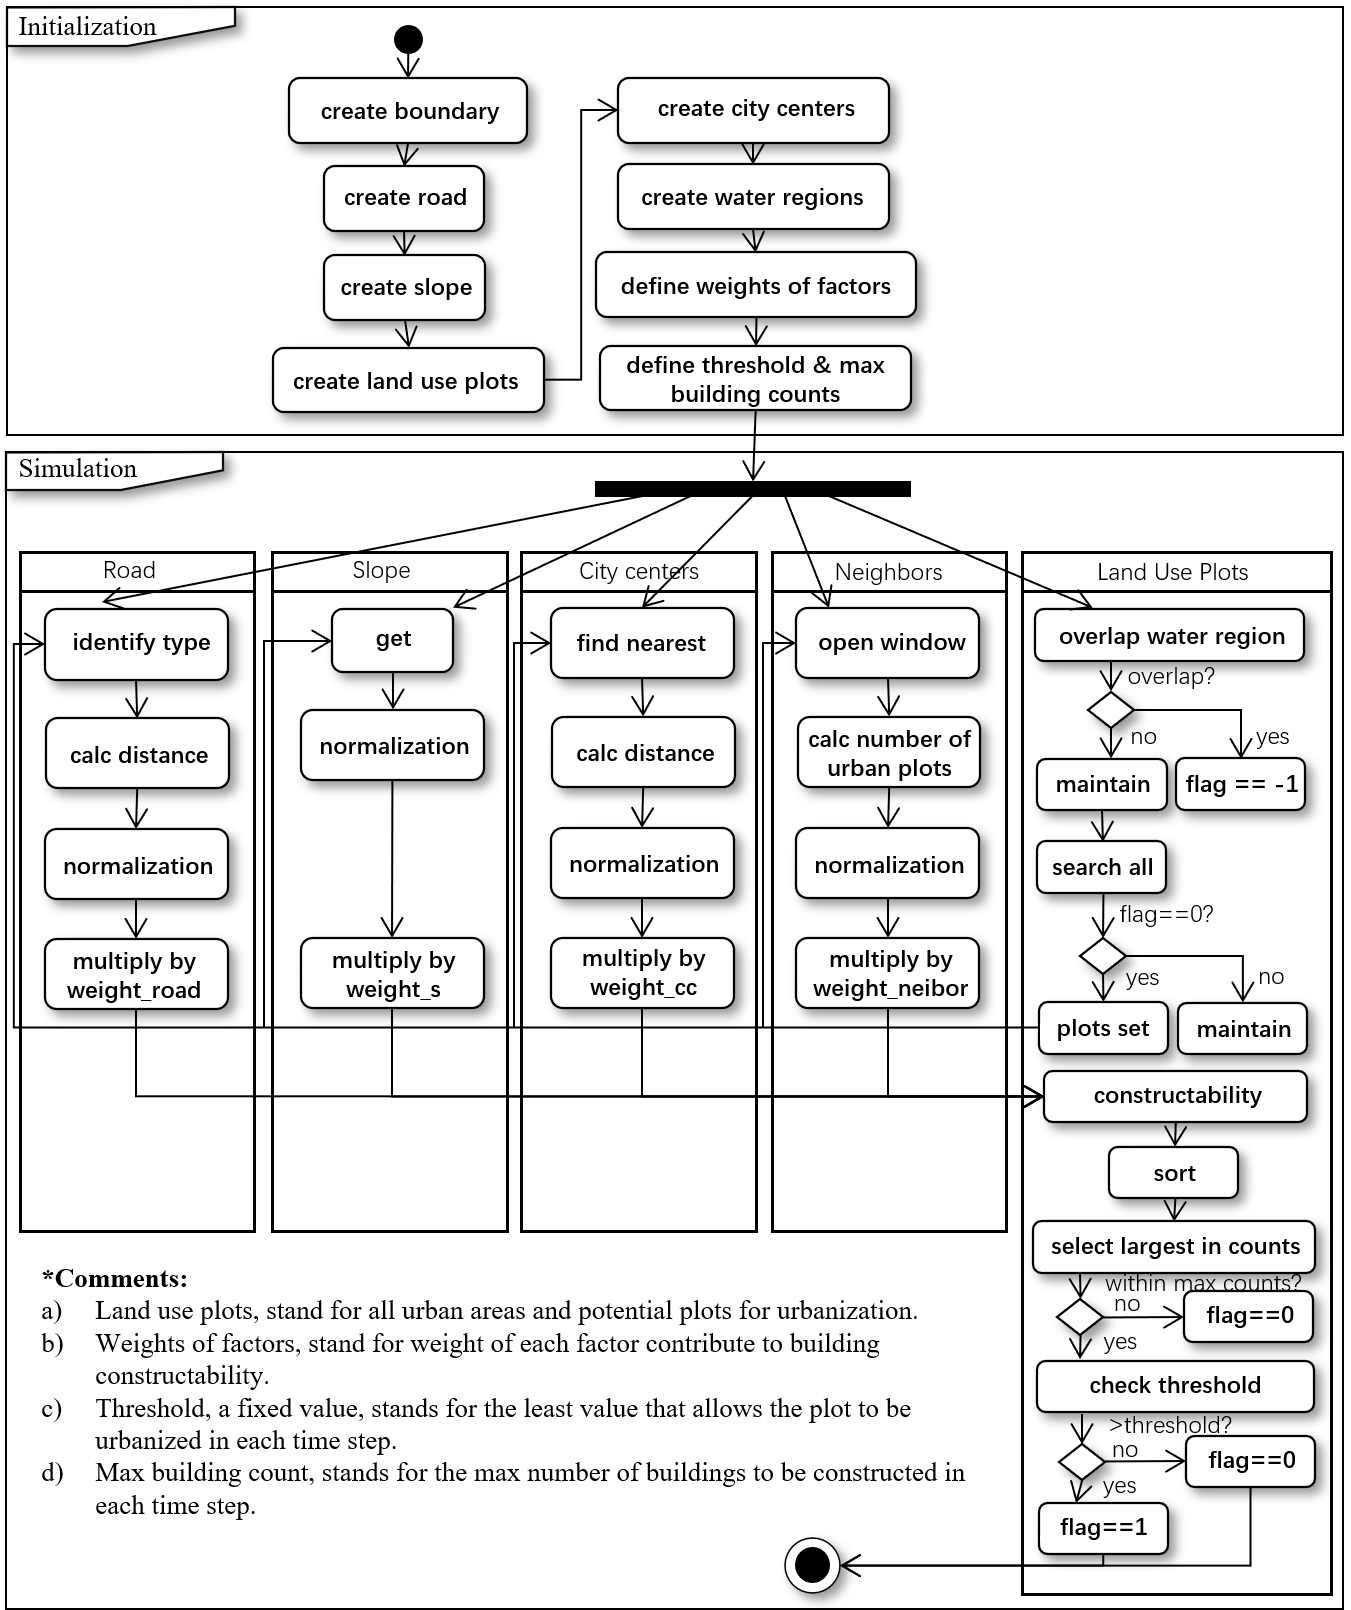 Initialization
create boundary
create road
create slope
create land use plots
create city centers
create water regions
define weights of factors
define threshold & max
building counts
Simulation
Road
identify type
calc distance
normalization
multiply by
weight_road
Slope
get
normalization
multiply by
weight_s
City centers
find nearest
calc distance
normalization
multiply by
weight_cc
Neighbors
open window
calc number of
urban plots
normalization
multiply by
weight_neibor
Land Use Plots
overlap water region
overlap?
no
yes
maintain
flag == -1
search all
flag==0?
yes
no
plots set
maintain
constructability
sort
select largest in counts
within max counts?
no
flag==0
yes
check threshold
>threshold?
no
flag==0
yes
flag==1
*Comments:
a) Land use plots, stand for all urban areas and potential plots for urbanization.
b) Weights of factors, stand for weight of each factor contribute to building
constructability.
c) Threshold, a fixed value, stands for the least value that allows the plot to be
urbanized in each time step.
d) Max building count, stands for the max number of buildings to be constructed in
each time step.